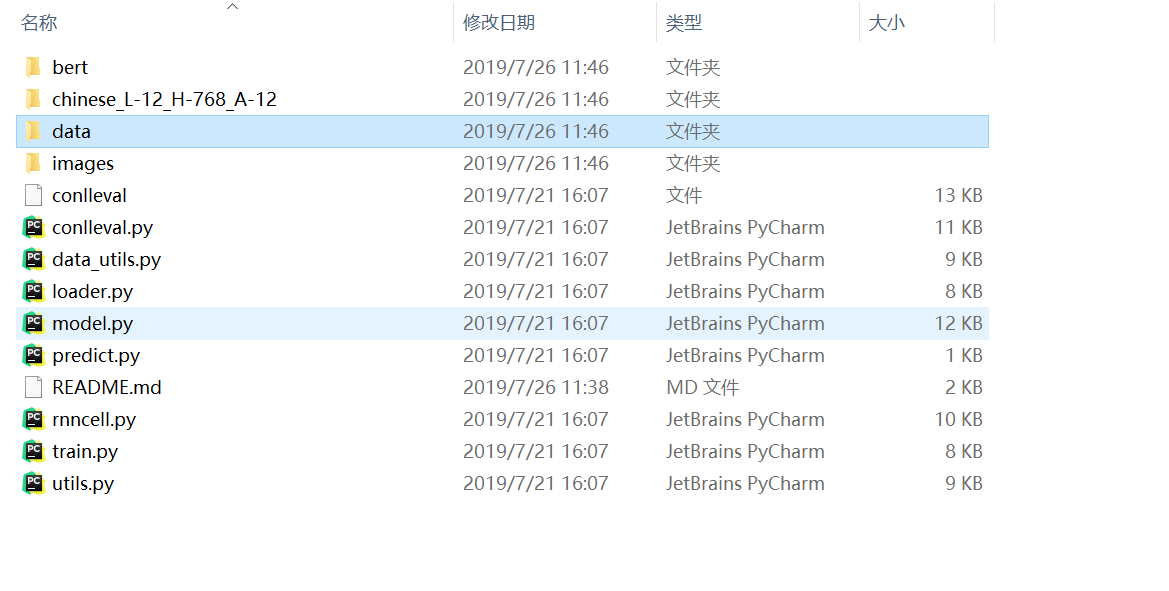 名称 修改日期 类型 大小
bert 2019/7/26 11:46 文件夹
chinese_L-12_H-768_A-12 2019/7/26 11:46 文件夹
data 2019/7/26 11:46 文件夹
images 2019/7/26 11:46 文件夹
conlleval 2019/7/21 16:07 文件 13 KB
conlleval.py 2019/7/21 16:07 JetBrains PyCharm 11 KB
data_utils.py 2019/7/21 16:07 JetBrains PyCharm 9 KB
loader.py 2019/7/21 16:07 JetBrains PyCharm 8 KB
model.py 2019/7/21 16:07 JetBrains PyCharm 12 KB
predict.py 2019/7/21 16:07 JetBrains PyCharm 1 KB
README.md 2019/7/26 11:38 MD 文件 2 KB
rnncell.py 2019/7/21 16:07 JetBrains PyCharm 10 KB
train.py 2019/7/21 16:07 JetBrains PyCharm 8 KB
utils.py 2019/7/21 16:07 JetBrains PyCharm 9 KB